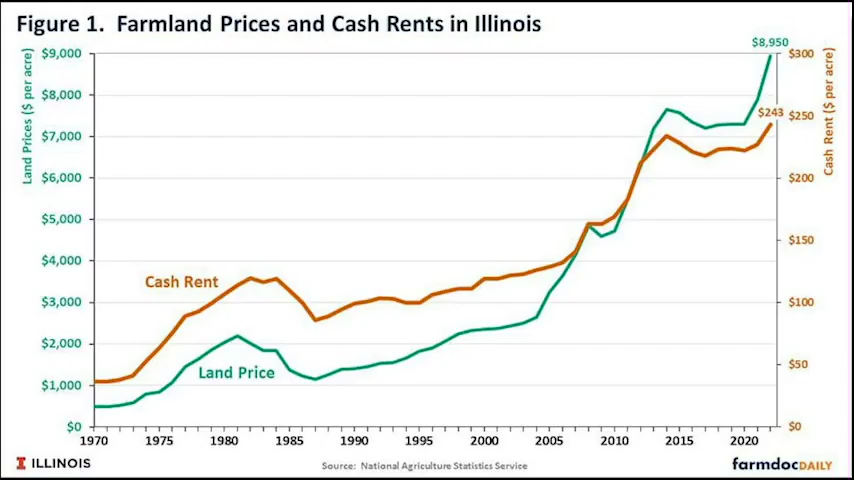 Figure 1.  Farmland Prices and Cash Rents in Illinois
Land Prices ($ per acre)
$9,000
$8,000
$7,000
$6,000
$5,000
$4,000
$3,000
$2,000
$1,000
$0
$8,950
$243
Cash Rent
Land Price
$300
$250
$200
$150
$100
$50
$0
Cash Rent ($ per acre)
1970 1975 1980 1985 1990 1995 2000 2005 2010 2015 2020
I ILLINOIS
Source:  National Agriculture Statistics Service
farmdocDAILY